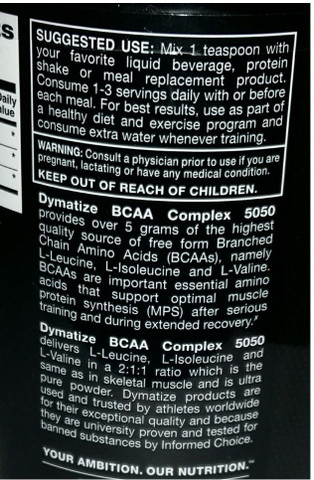 s
Daily
Value
*
*
*
SUGGESTED USE: Mix 1 teaspoon with
your favorite liquid beverage, protein
shake or meal replacement product.
Consume 1-3 servings daily with or before
each meal. For best results, use as part of
a healthy diet and exercise program and
consume extra water whenever training.
WARNING: Consult a physician prior to use if you are
pregnant, lactating or have any medical condition.
KEEP OUT OF REACH OF CHILDREN.
Dymatize BCAA Complex 5050
provides over 5 grams of the highest
quality source of free form Branched
Chain Amino Acids (BCAAs), namely
L-Leucine, L-Isoleucine and L-Valine.
BCAAs are important essential amino
acids that support optimal muscle
protein synthesis (MPS) after serious
training and during extended recovery.
Dymatize BCAA Complex 5050
delivers L-Leucine, L-Isoleucine and
L-Valine in a 2:1:1 ratio which is the
same as in skeletal muscle and is ultra
pure powder. Dymatize products are
used and trusted by athletes worldwide
for their exceptional quality and because
they are university proven and tested for
banned substances by Informed Choice.
YOUR AMBITION. OUR NUTRITION.™